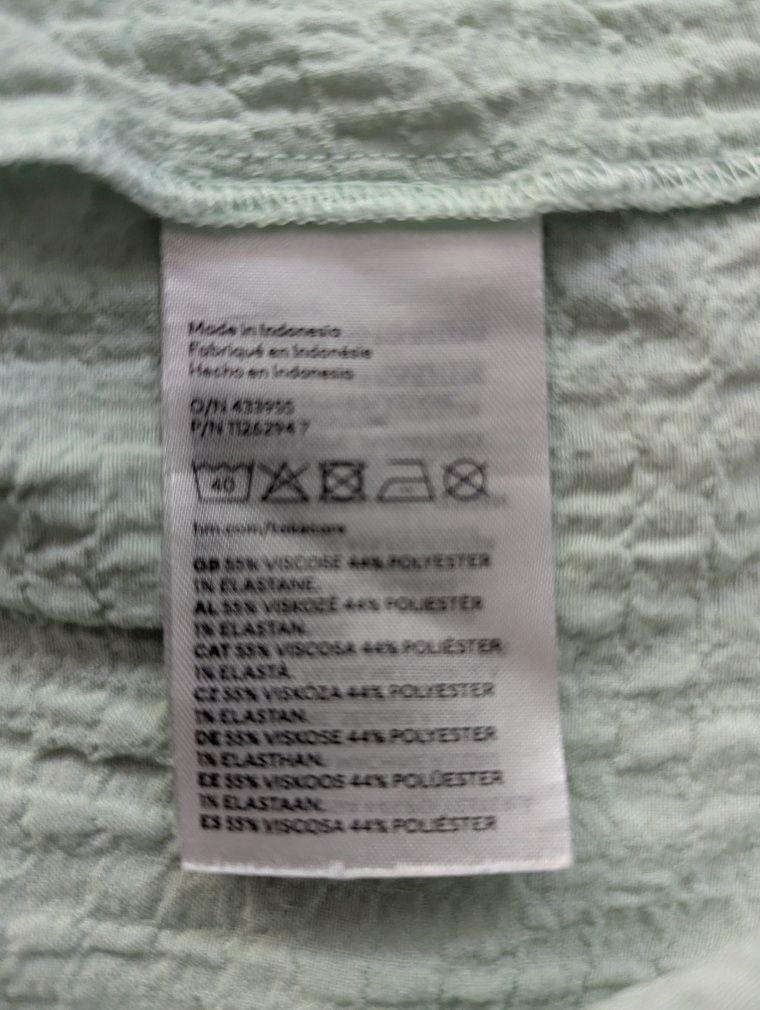 Made in Indonesia
Fabriqué en Indonésie
Hecho en Indonesia
O/N 433955
P/N 1126294 7
40
hm.com/takecare
GB 55% VISCOSE 44% POLYESTER
1% ELASTANE.
AL 55% VISKOZË 44% POLIESTËR
1% ELASTAN.
CAT 55% VISCOSA 44% POLIÈSTER
1% ELASTÀ
CZ 55% VISKÓZA 44% POLYESTER
1% ELASTAN.
DE 55% VISKOSE 44% POLYESTER
1% ELASTHAN.
EE 55% VISKOOS 44% POLÜESTER
1% ELASTAAN.
ES 55% VISCOSA 44% POLIÉSTER